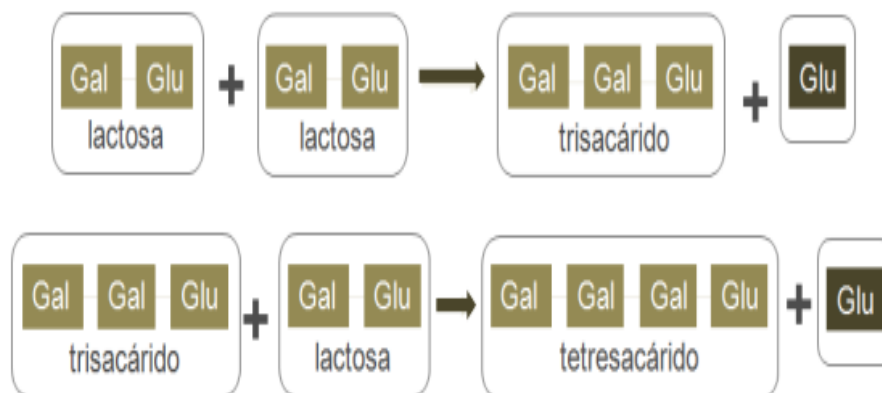 Gal Glu + Gal Glu Gal Gal Glu + Glu
lactosa lactosa trisacárido
Gal Gal Glu + Gal Glu Gal Gal Gal Glu + Glu
trisacárido lactosa tetresacárido